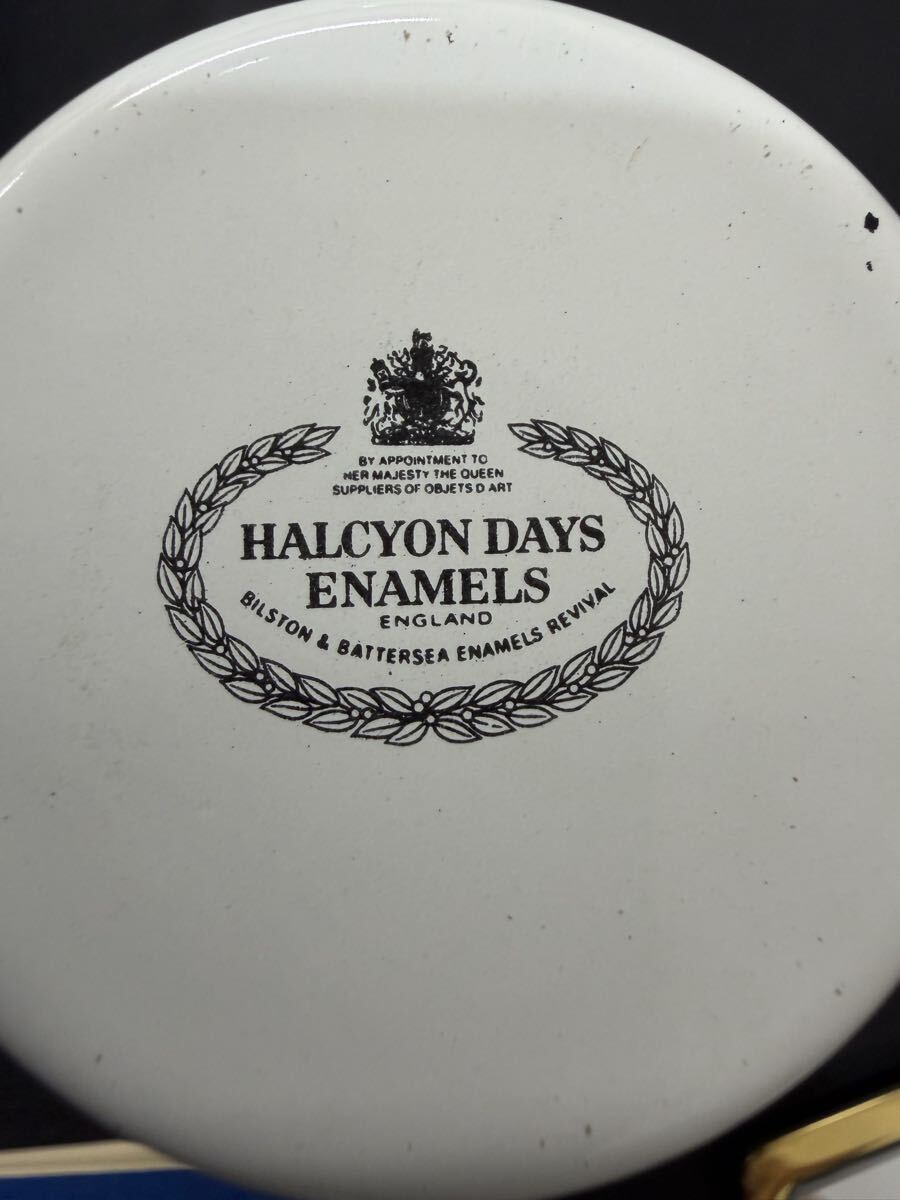 BY APPOINTMENT TO
HER MAJESTY THE QUEEN
SUPPLIERS OF OBJETS D ART
HALCYON DAYS
ENAMELS
ENGLAND
BILSTON & BATTERSEA ENAMELS REVIVAL